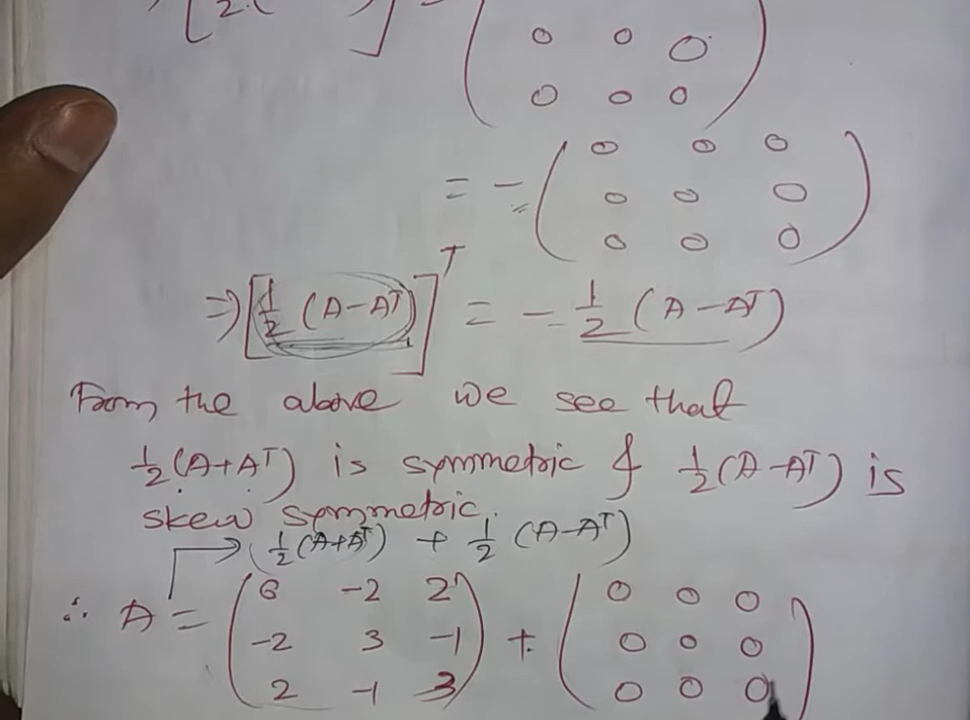 [ 1/2 ( ] =
0 0 0
0 0 0
0 0 0
= - 0 0 0
0 0 0
⇒ [1/2 (A-Aᵀ)]ᵀ = - 1/2 (A-Aᵀ)
From the above we see that
1/2 (A+Aᵀ) is symmetric & 1/2 (A-Aᵀ) is
skew symmetric.
1/2 (A+Aᵀ) + 1/2 (A-Aᵀ)
6 -2 2 0 0 0
∴ A = -2 3 -1 + 0 0 0
2 -1 3 0 0 0